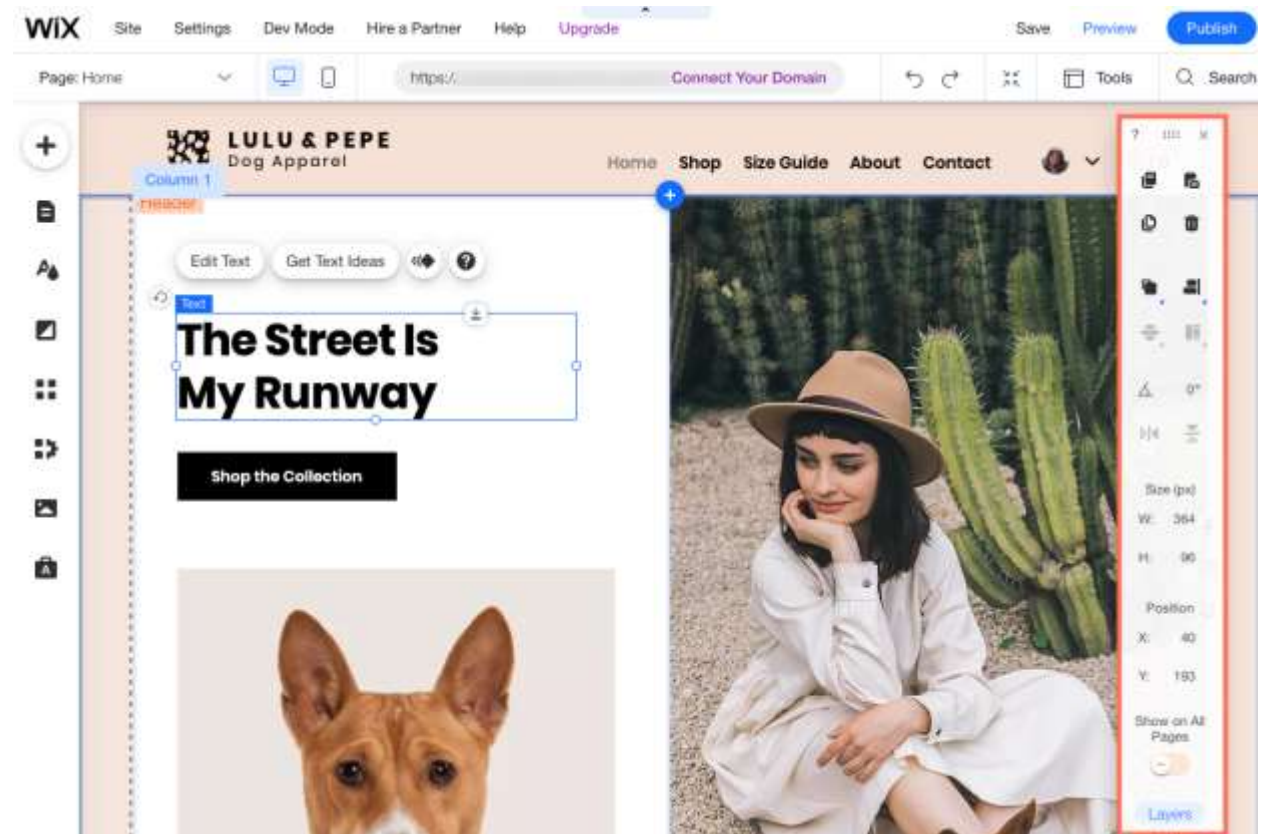 WiX Site Settings Dev Mode Hire a Partner Help Upgrade Save Preview Publish
Page: Home https:/. Connect Your Domain Tools Search
LULU & PEPE
Dog Apparel
Home Shop Size Guide About Contact
Column 1
Header
Edit Text Get Text Ideas
Text
The Street Is
My Runway
Shop the Collection
? x
0°
Size (px)
W: 364
H: 96
Position
X: 40
Y: 193
Show on All
Pages
Layers